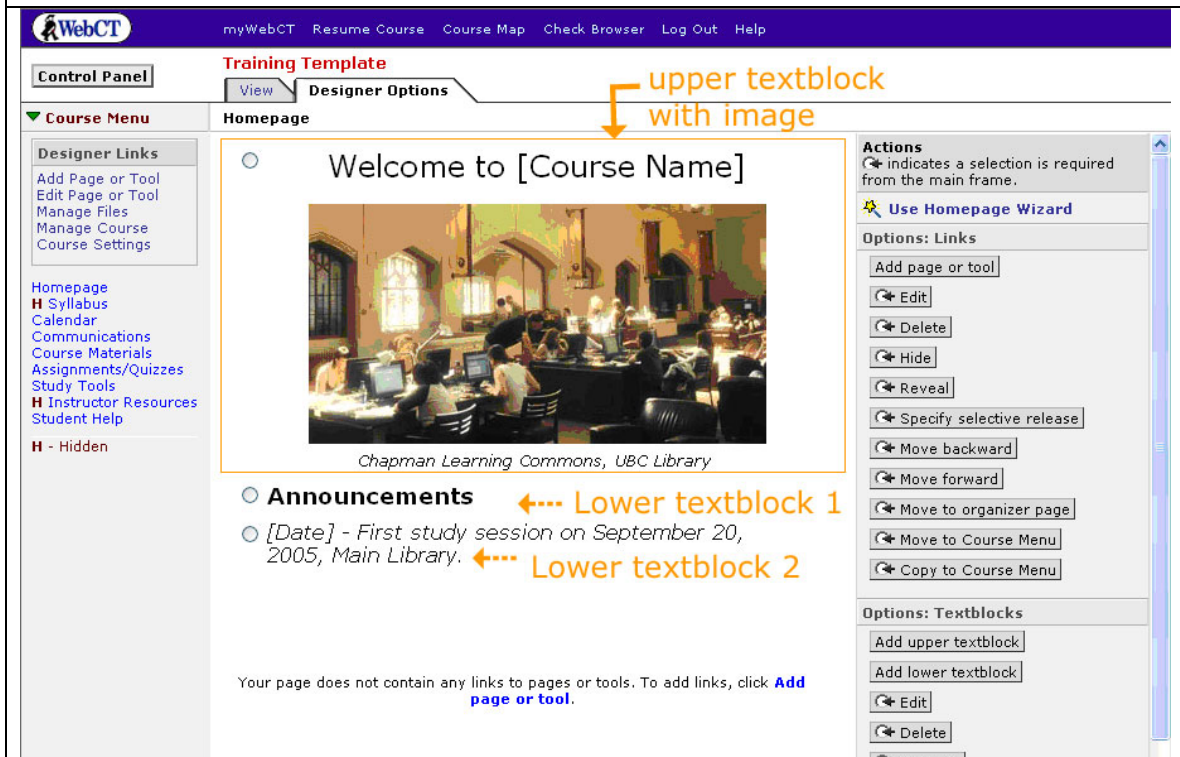 WebCT
myWebCT Resume Course Course Map Check Browser Log Out Help
Control Panel
Training Template
View Designer Options
Course Menu
Homepage
upper textblock
with image
Designer Links
Add Page or Tool
Edit Page or Tool
Manage Files
Manage Course
Course Settings
Homepage
H Syllabus
Calendar
Communications
Course Materials
Assignments/Quizzes
Study Tools
H Instructor Resources
Student Help
H - Hidden
Welcome to [Course Name]
Chapman Learning Commons, UBC Library
Announcements
Lower textblock 1
[Date] - First study session on September 20,
2005, Main Library.
Lower textblock 2
Your page does not contain any links to pages or tools. To add links, click Add
page or tool.
Actions
indicates a selection is required
from the main frame.
Use Homepage Wizard
Options: Links
Add page or tool
Edit
Delete
Hide
Reveal
Specify selective release
Move backward
Move forward
Move to organizer page
Move to Course Menu
Copy to Course Menu
Options: Textblocks
Add upper textblock
Add lower textblock
Edit
Delete